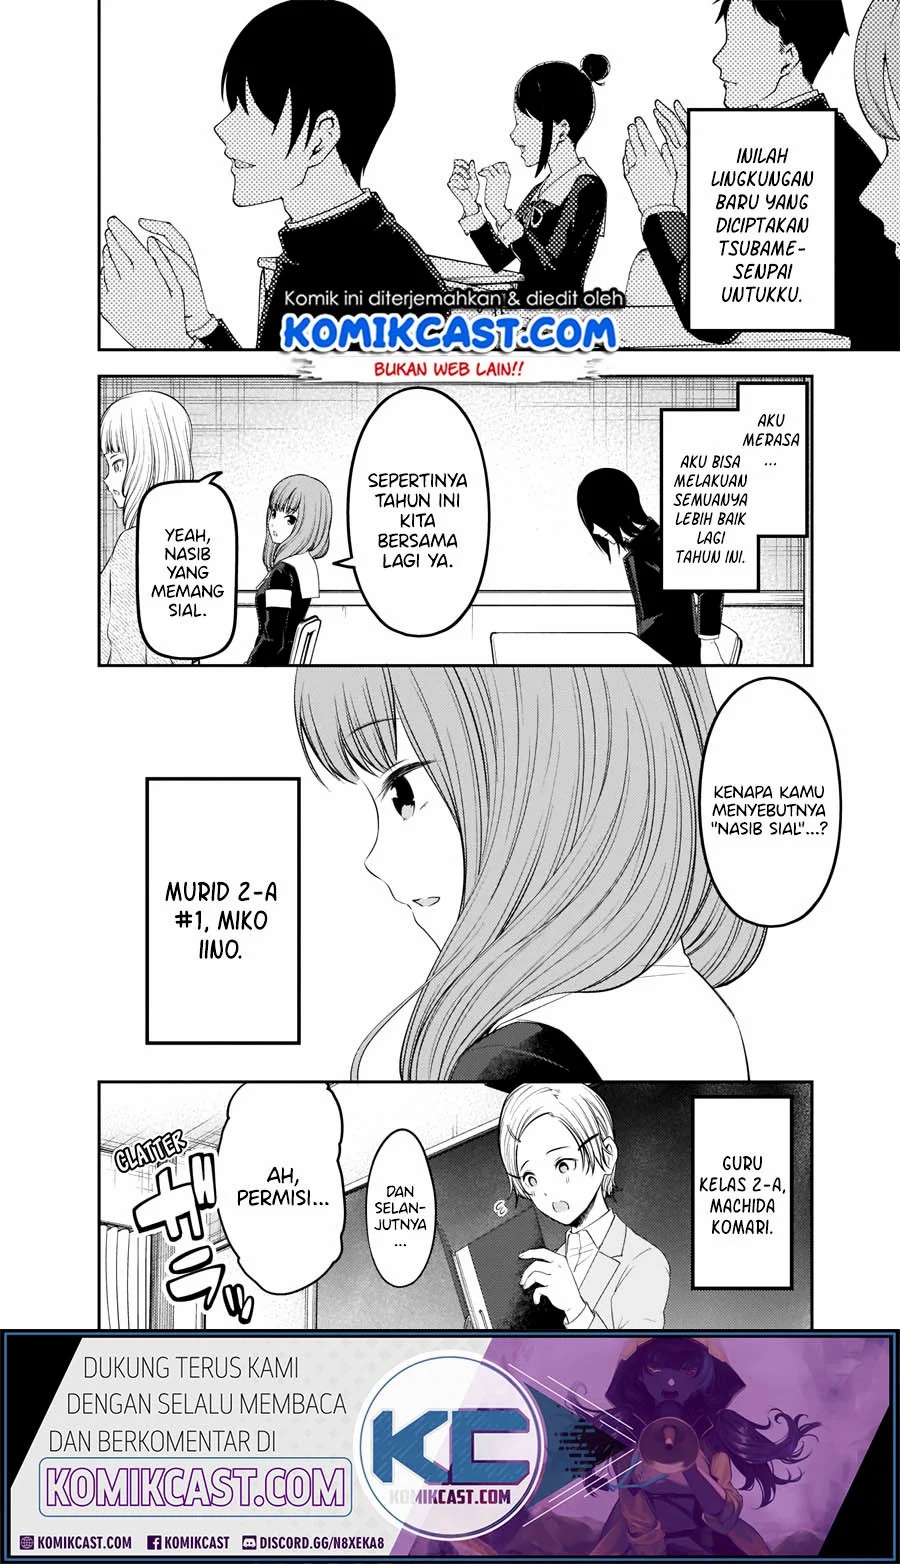 INILAH
LINGKUNGAN
BARU YANG
DICIPTAKAN
TSUBAME-
SENPAI
UNTUKKU.
Komik ini diterjemahkan & diedit oleh
KOMIKCAST.COM
BUKAN WEB LAIN!!
AKU
MERASA
...
AKU BISA
MELAKUAN
SEMUANYA
LEBIH BAIK
LAGI
TAHUN INI.
SEPERTINYA
TAHUN INI
KITA
BERSAMA
LAGI YA.
YEAH,
NASIB
YANG
MEMANG
SIAL.
KENAPA KAMU
MENYEBUTNYA
"NASIB SIAL"...?
MURID 2-A
#1, MIKO
IINO.
GURU
KELAS 2-A,
MACHIDA
KOMARI.
DAN
SELAN-
JUTNYA
...
AH,
PERMISI...
CLATTER
ガラッ
DUKUNG TERUS KAMI
DENGAN SELALU MEMBACA
DAN BERKOMENTAR DI
KOMIKCAST.COM
KOMIKCAST.COM
KOMIKCAST
DISCORD.GG/N8XEKA8
KC
KOMIKCAST.COM